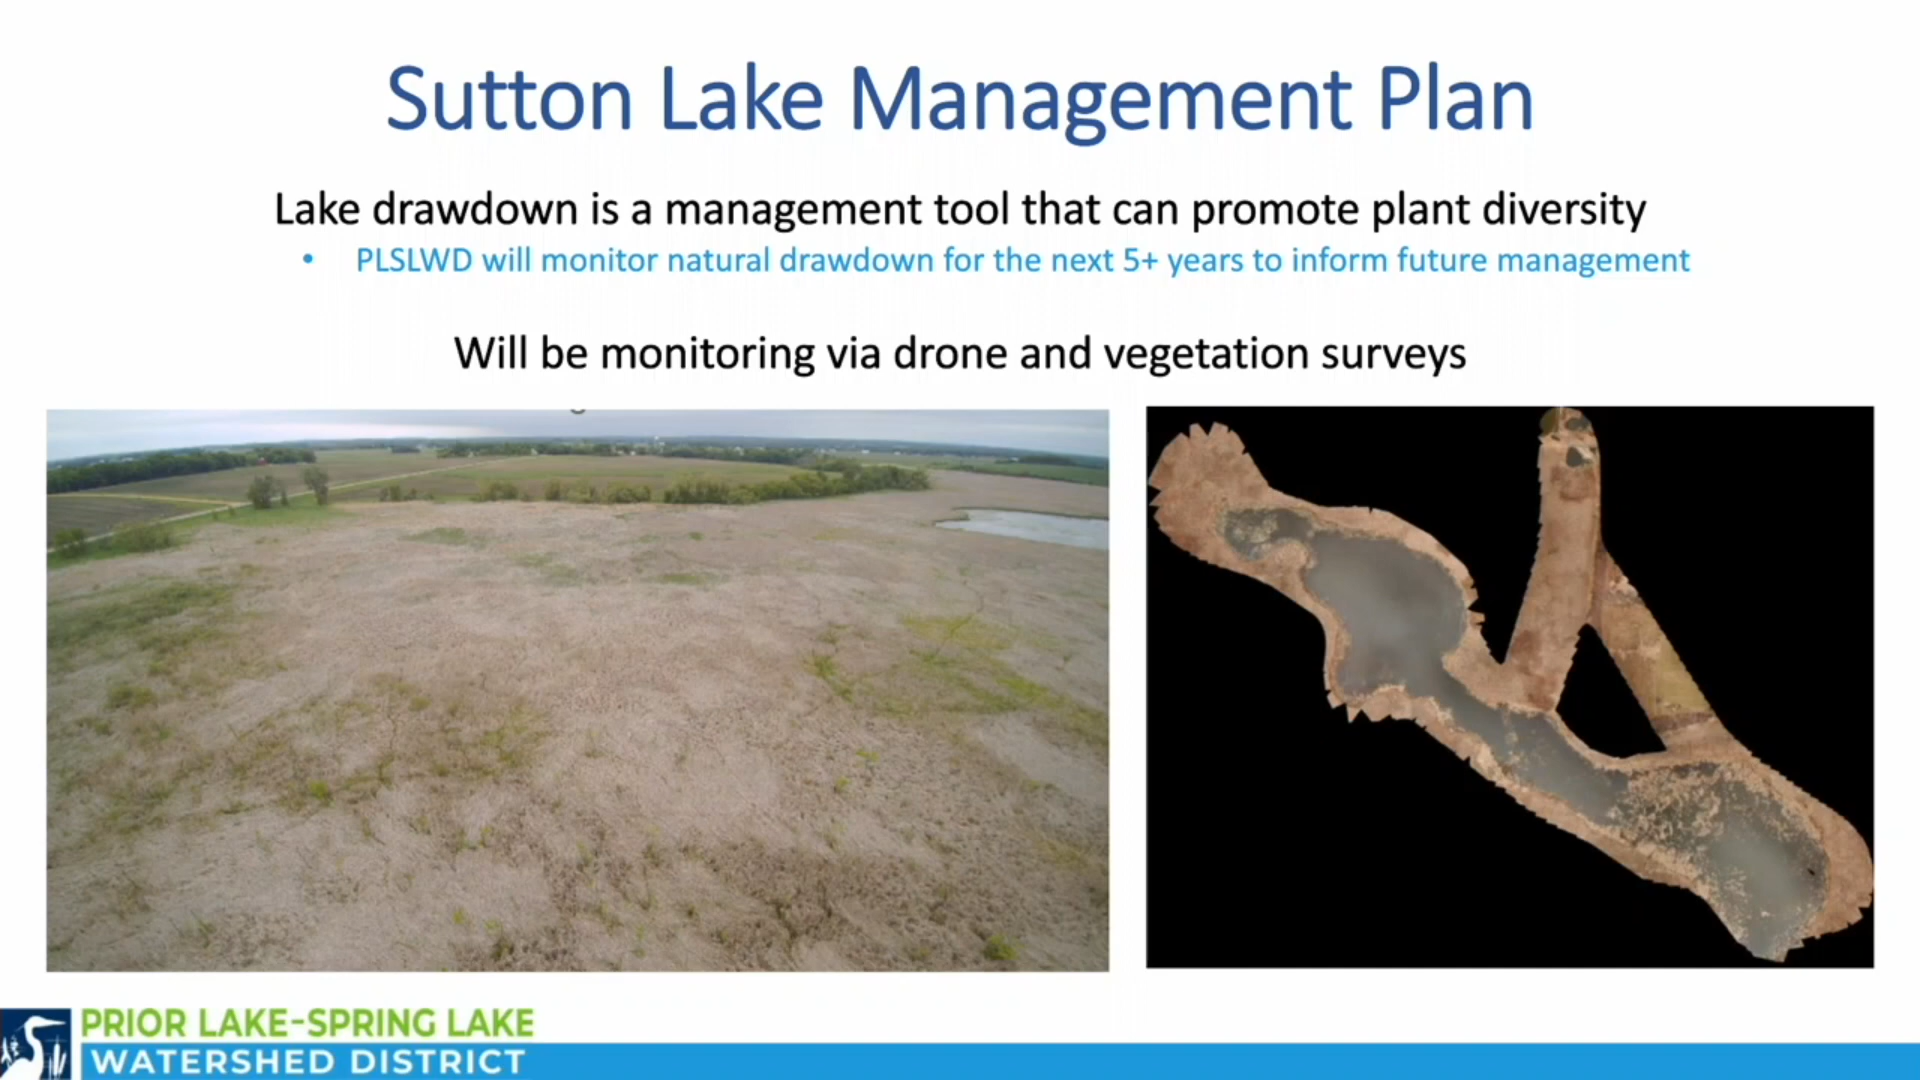 Sutton Lake Management Plan
Lake drawdown is a management tool that can promote plant diversity
• PLSLWD will monitor natural drawdown for the next 5+ years to inform future management
Will be monitoring via drone and vegetation surveys
PRIOR LAKE-SPRING LAKE
WATERSHED DISTRICT